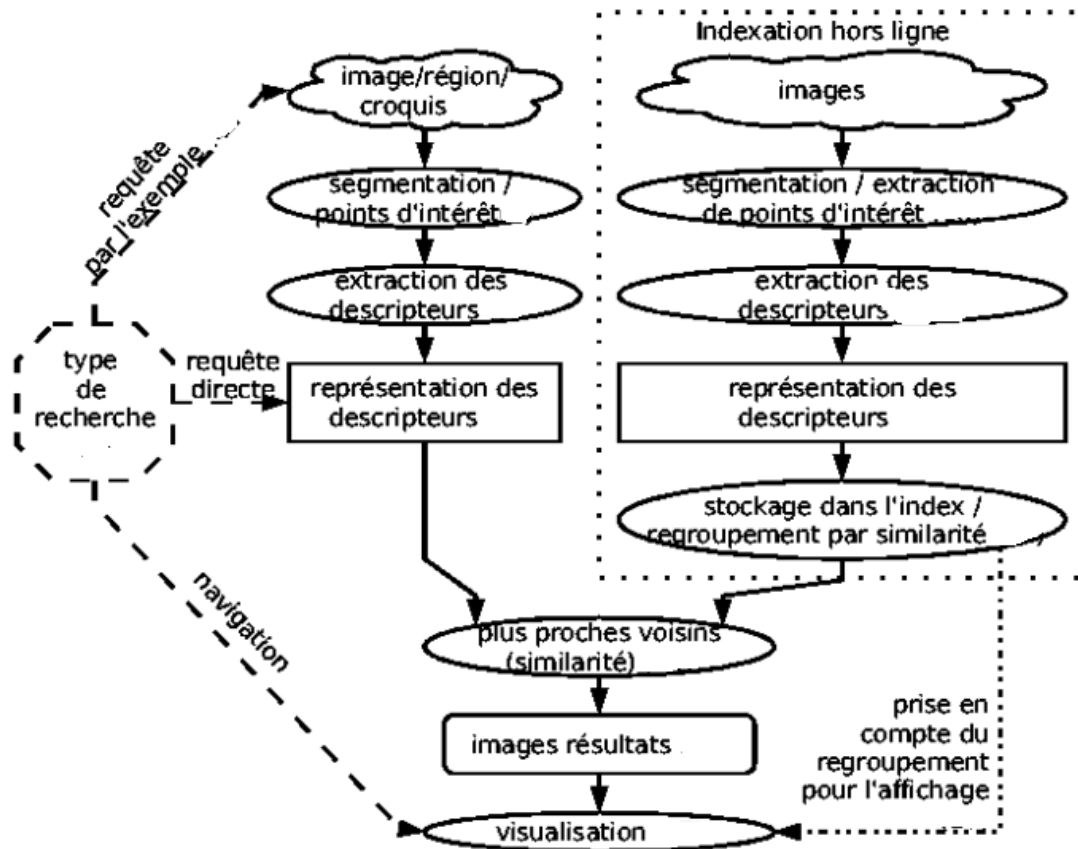 Indexation hors ligne
image/région/
croquis
images
requête
par l'exemple
segmentation /
points d'intérêt
segmentation / extraction
de points d'intérêt
extraction des
descripteurs
extraction des
descripteurs
type
de
recherche
requête
directe
représentation des
descripteurs
représentation des
descripteurs
stockage dans l'index /
regroupement par similarité
navigation
plus proches voisins
(similarité)
images résultats
prise en
compte du
regroupement
pour l'affichage
visualisation